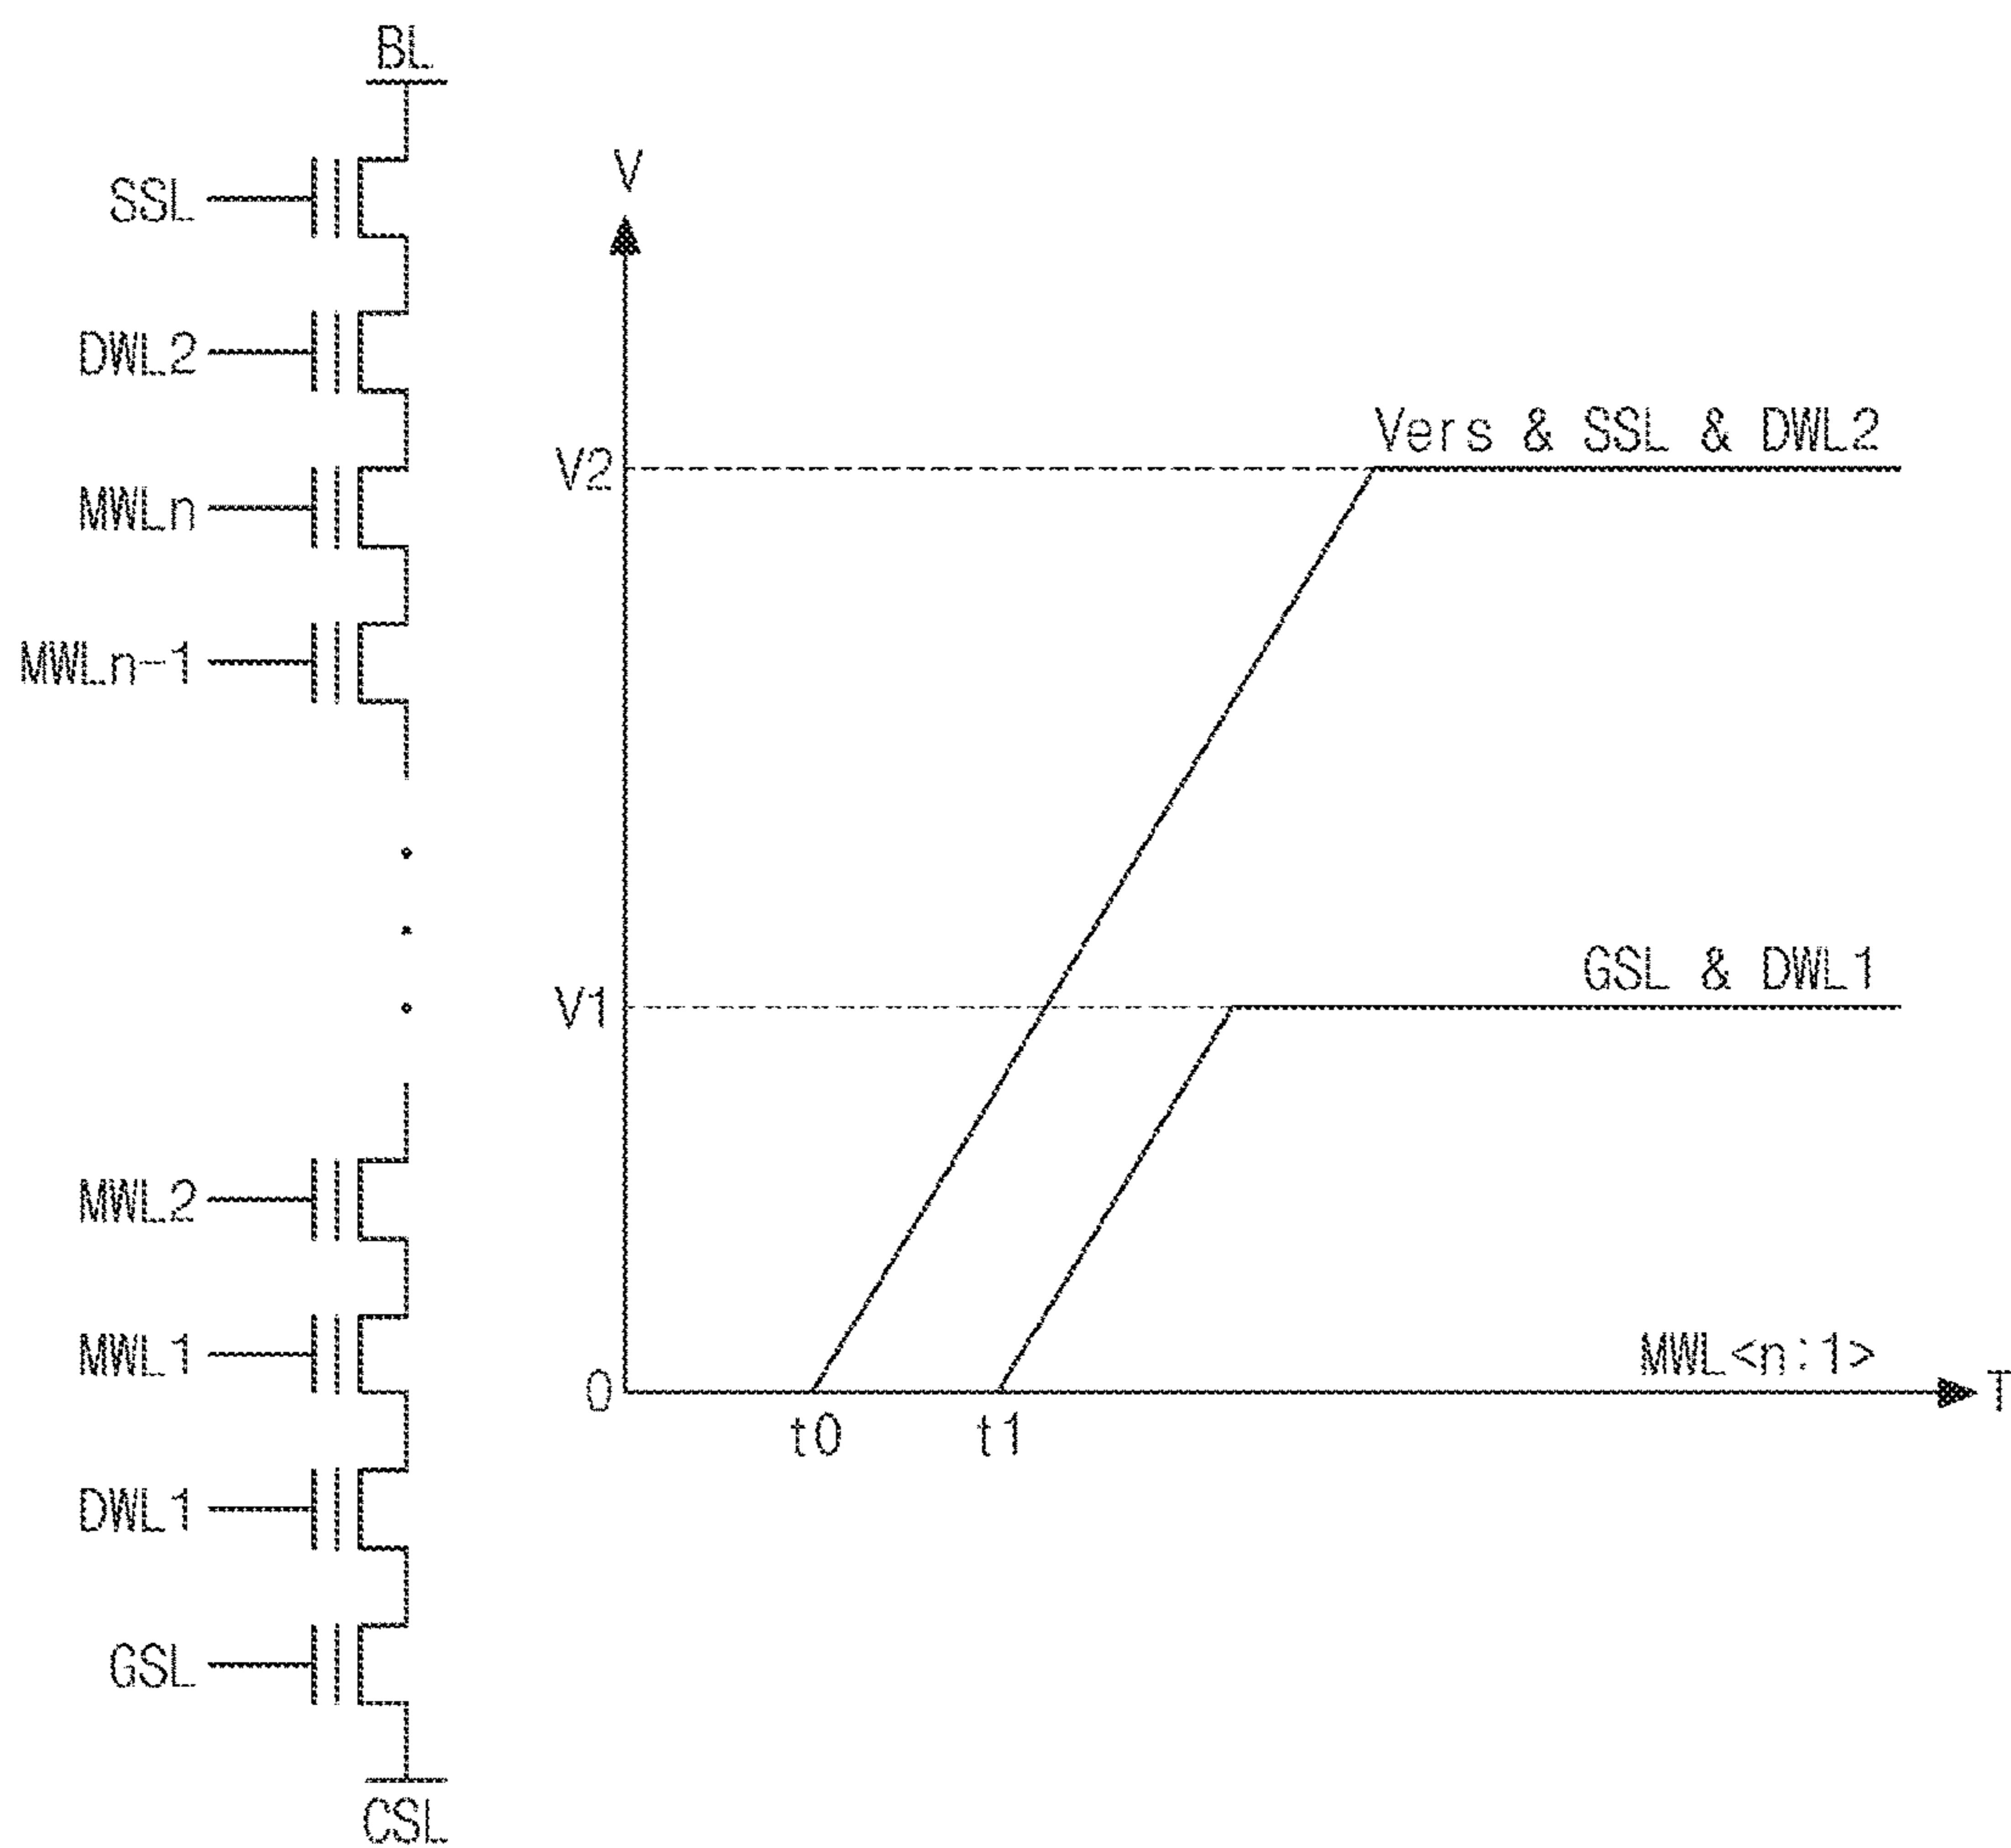 BL
SSL
DWL2
MWLn
MWLn-1
MWL2
MWL1
DWL1
GSL
CSL
V
Vers & SSL & DWL2
V2
GSL & DWL1
V1
MWL<n:1>
0
T
t0
t1